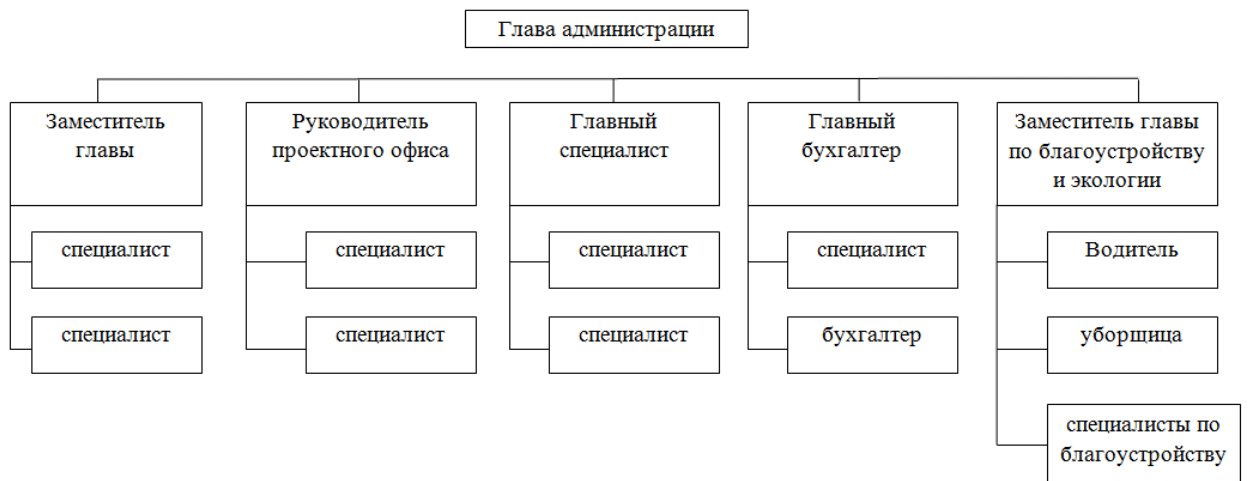 Глава администрации
Заместитель
главы
Руководитель
проектного офиса
Главный
специалист
Главный
бухгалтер
Заместитель главы
по благоустройству
и экологии
специалист
специалист
специалист
специалист
Водитель
специалист
специалист
специалист
бухгалтер
уборщица
специалисты по
благоустройству